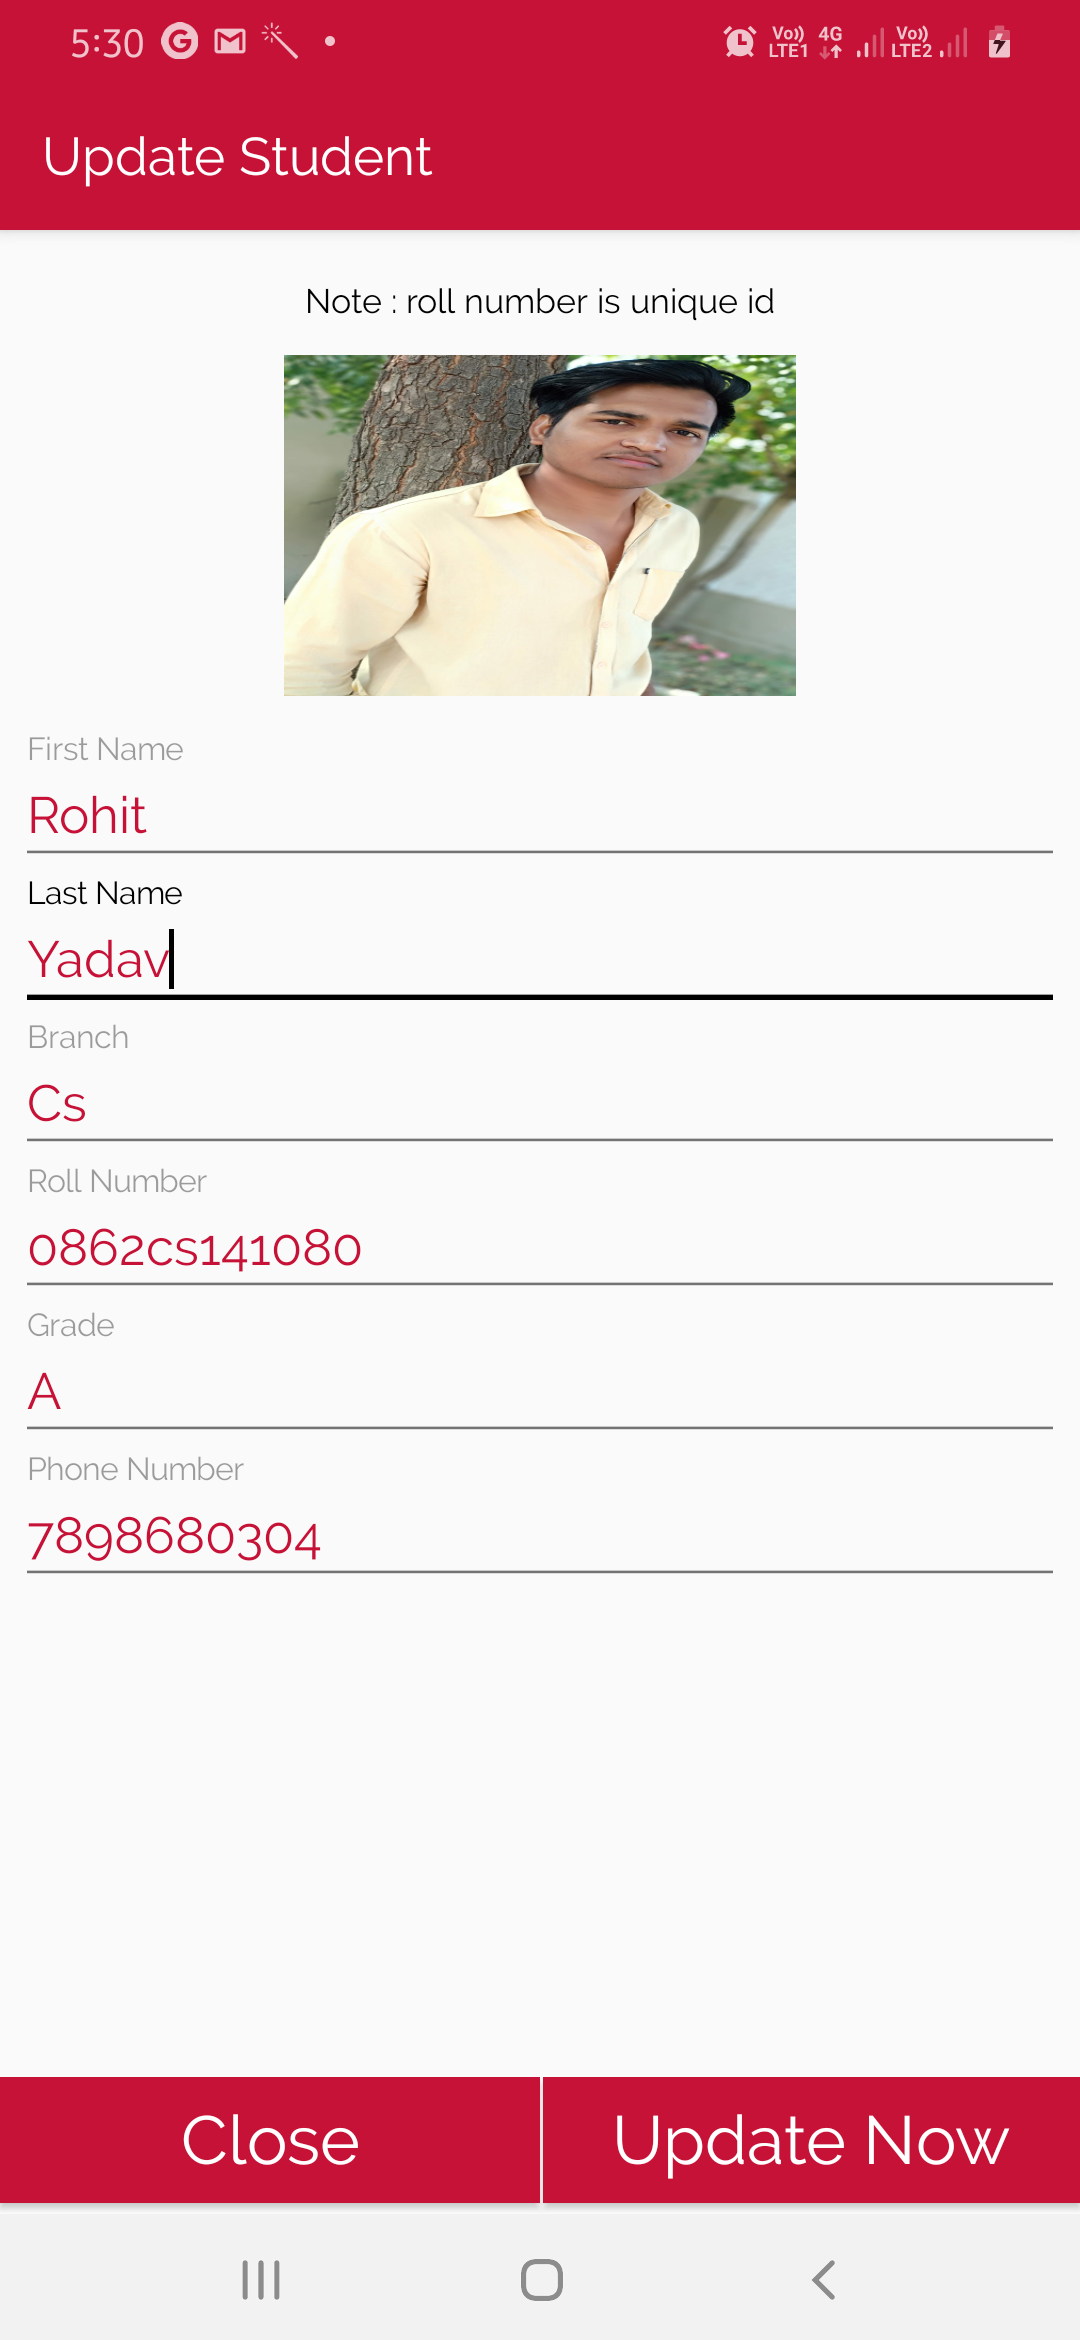 5:30
Vo)) LTE1 4G Vo)) LTE2
Update Student
Note : roll number is unique id
First Name
Rohit
Last Name
Yadav
Branch
Cs
Roll Number
0862cs141080
Grade
A
Phone Number
7898680304
Close
Update Now